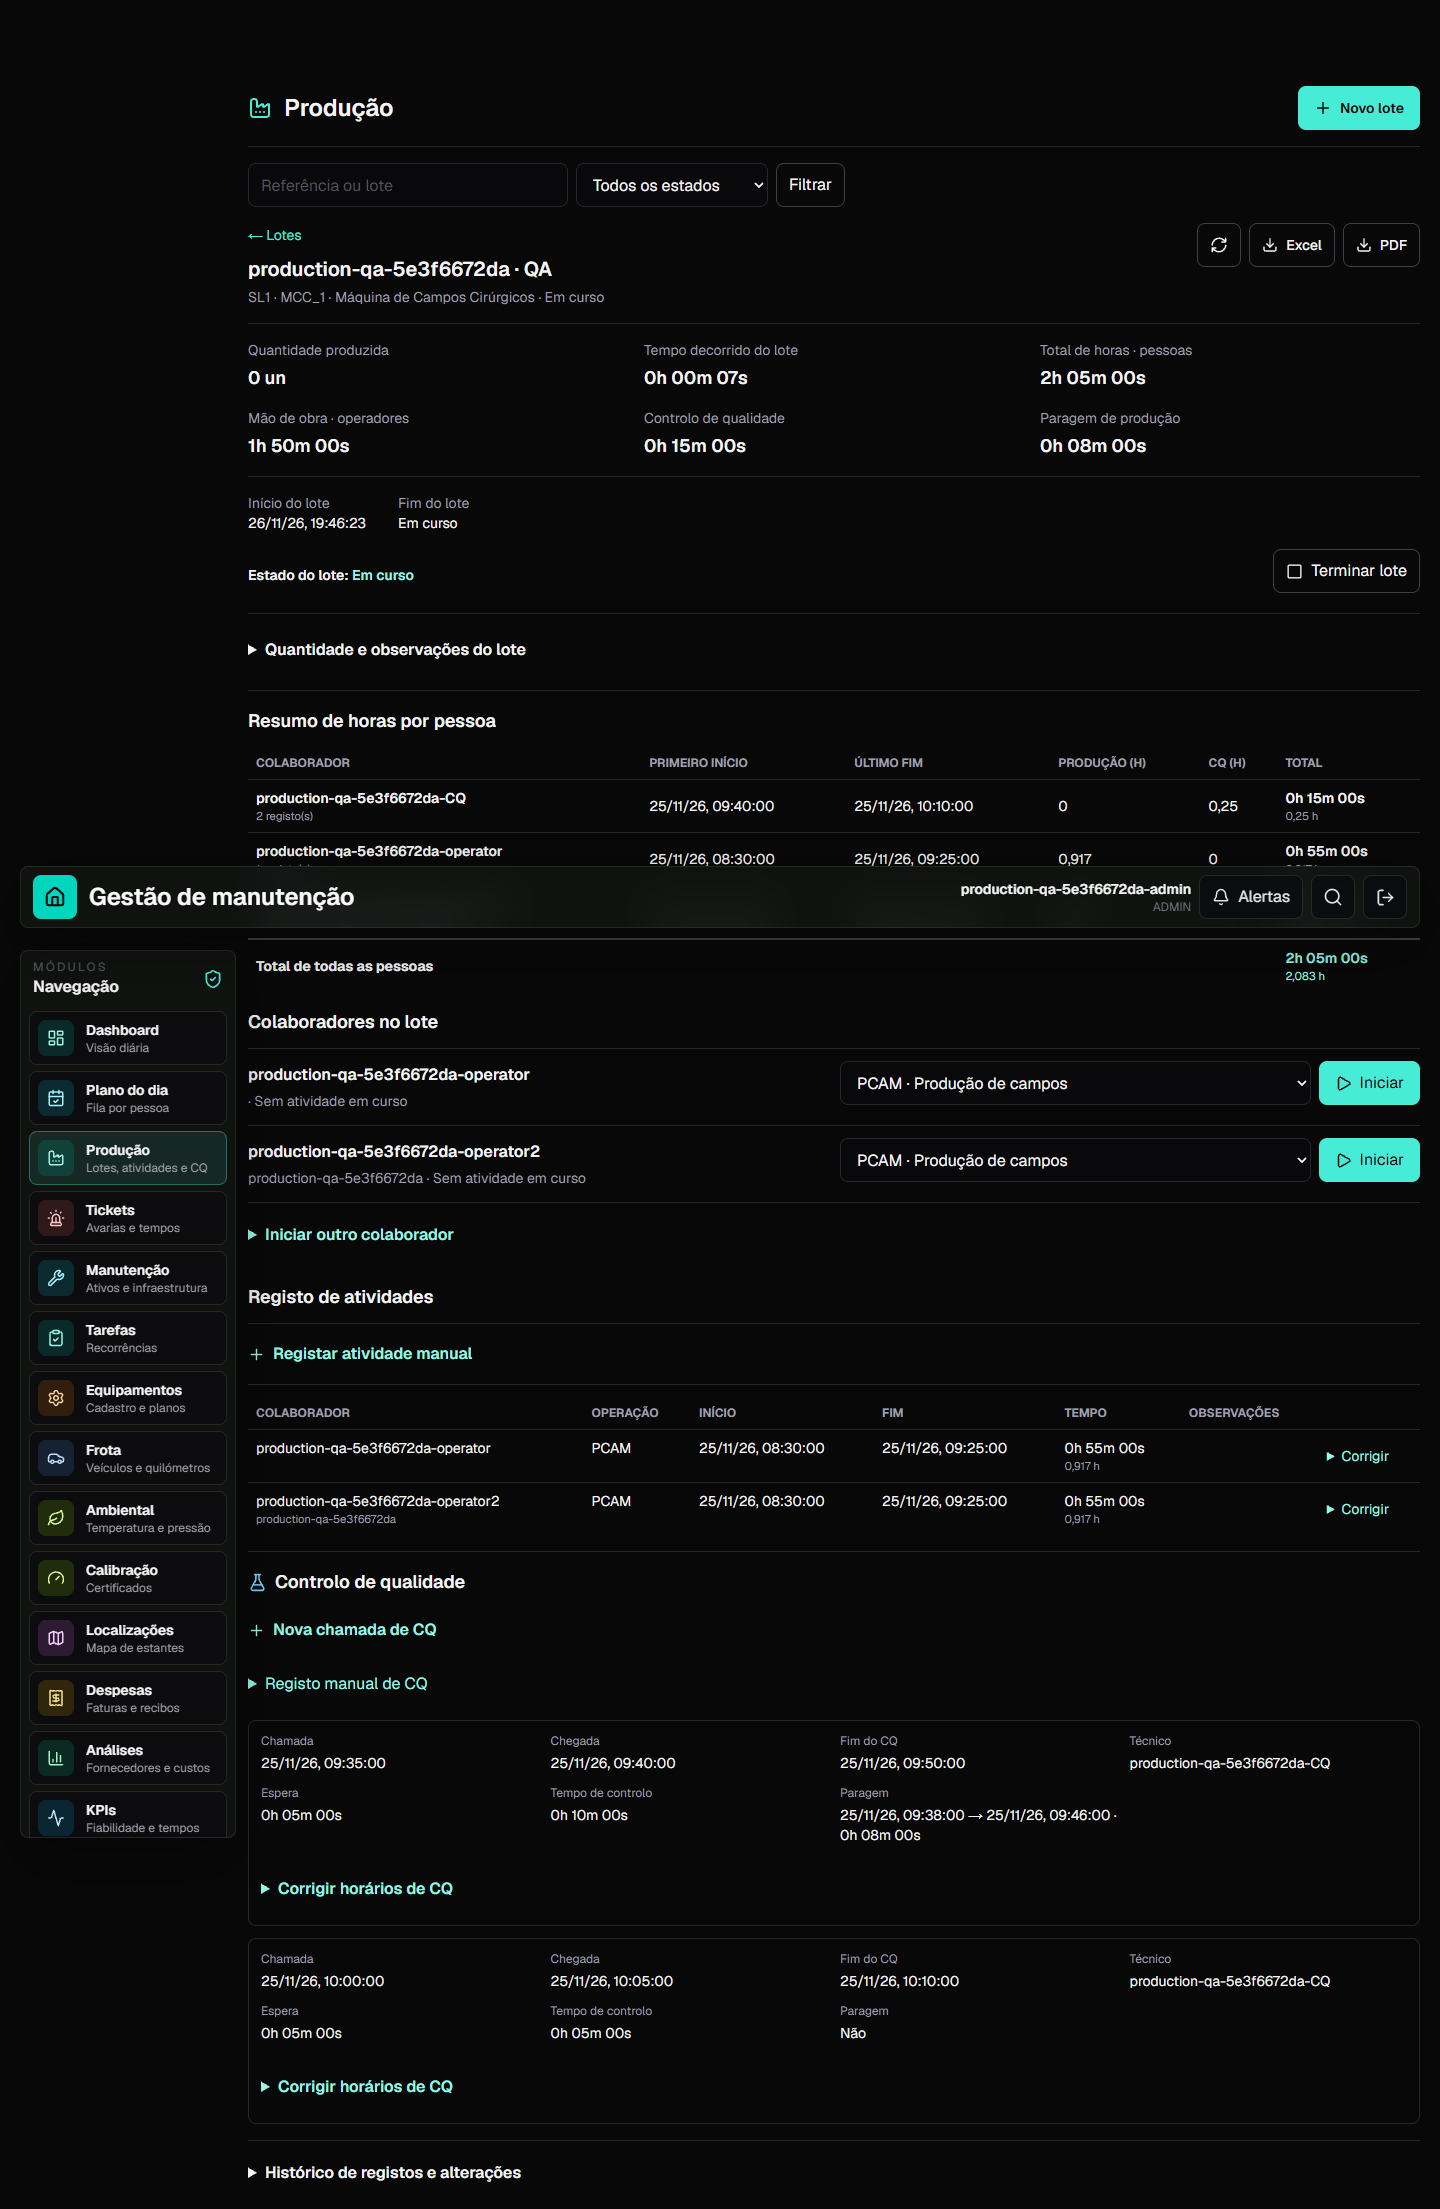 Produção
Novo lote
Referência ou lote
Todos os estados
Filtrar
← Lotes
Excel
PDF
production-qa-5e3f6672da · QA
SL1 · MCC_1 · Máquina de Campos Cirúrgicos · Em curso
Quantidade produzida
0 un
Tempo decorrido do lote
0h 00m 07s
Total de horas · pessoas
2h 05m 00s
Mão de obra · operadores
1h 50m 00s
Controlo de qualidade
0h 15m 00s
Paragem de produção
0h 08m 00s
Início do lote
26/11/26, 19:46:23
Fim do lote
Em curso
Estado do lote: Em curso
Terminar lote
Quantidade e observações do lote
Resumo de horas por pessoa
COLABORADOR PRIMEIRO INÍCIO ÚLTIMO FIM PRODUÇÃO (H) CQ (H) TOTAL
production-qa-5e3f6672da-CQ 25/11/26, 09:40:00 25/11/26, 10:10:00 0 0,25 0h 15m 00s
2 registo(s) 0,25 h
production-qa-5e3f6672da-operator 25/11/26, 08:30:00 25/11/26, 09:25:00 0,917 0 0h 55m 00s
Gestão de manutenção
production-qa-5e3f6672da-admin
ADMIN
Alertas
Total de todas as pessoas 2h 05m 00s
2,083 h
MÓDULOS
Navegação
Dashboard
Visão diária
Plano do dia
Fila por pessoa
Produção
Lotes, atividades e CQ
Tickets
Avarias e tempos
Manutenção
Ativos e infraestrutura
Tarefas
Recorrências
Equipamentos
Cadastro e planos
Frota
Veículos e quilómetros
Ambiental
Temperatura e pressão
Calibração
Certificados
Localizações
Mapa de estantes
Despesas
Faturas e recibos
Análises
Fornecedores e custos
KPIs
Fiabilidade e tempos
Colaboradores no lote
production-qa-5e3f6672da-operator
· Sem atividade em curso
PCAM · Produção de campos
Iniciar
production-qa-5e3f6672da-operator2
production-qa-5e3f6672da · Sem atividade em curso
PCAM · Produção de campos
Iniciar
Iniciar outro colaborador
Registo de atividades
Registar atividade manual
COLABORADOR OPERAÇÃO INÍCIO FIM TEMPO OBSERVAÇÕES
production-qa-5e3f6672da-operator PCAM 25/11/26, 08:30:00 25/11/26, 09:25:00 0h 55m 00s Corrigir
0,917 h
production-qa-5e3f6672da-operator2 PCAM 25/11/26, 08:30:00 25/11/26, 09:25:00 0h 55m 00s Corrigir
production-qa-5e3f6672da 0,917 h
Controlo de qualidade
Nova chamada de CQ
Registo manual de CQ
Chamada
25/11/26, 09:35:00
Chegada
25/11/26, 09:40:00
Fim do CQ
25/11/26, 09:50:00
Técnico
production-qa-5e3f6672da-CQ
Espera
0h 05m 00s
Tempo de controlo
0h 10m 00s
Paragem
25/11/26, 09:38:00 → 25/11/26, 09:46:00 ·
0h 08m 00s
Corrigir horários de CQ
Chamada
25/11/26, 10:00:00
Chegada
25/11/26, 10:05:00
Fim do CQ
25/11/26, 10:10:00
Técnico
production-qa-5e3f6672da-CQ
Espera
0h 05m 00s
Tempo de controlo
0h 05m 00s
Paragem
Não
Corrigir horários de CQ
Histórico de registos e alterações